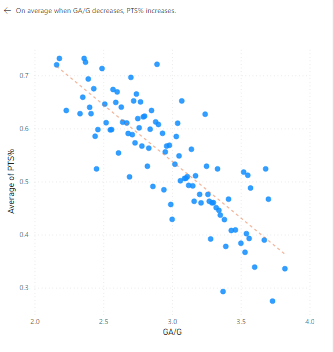 ← On average when GA/G decreases, PTS% increases.
0.7
0.6
0.5
0.4
0.3
Average of PTS%
2.0 2.5 3.0 3.5 4.0
GA/G